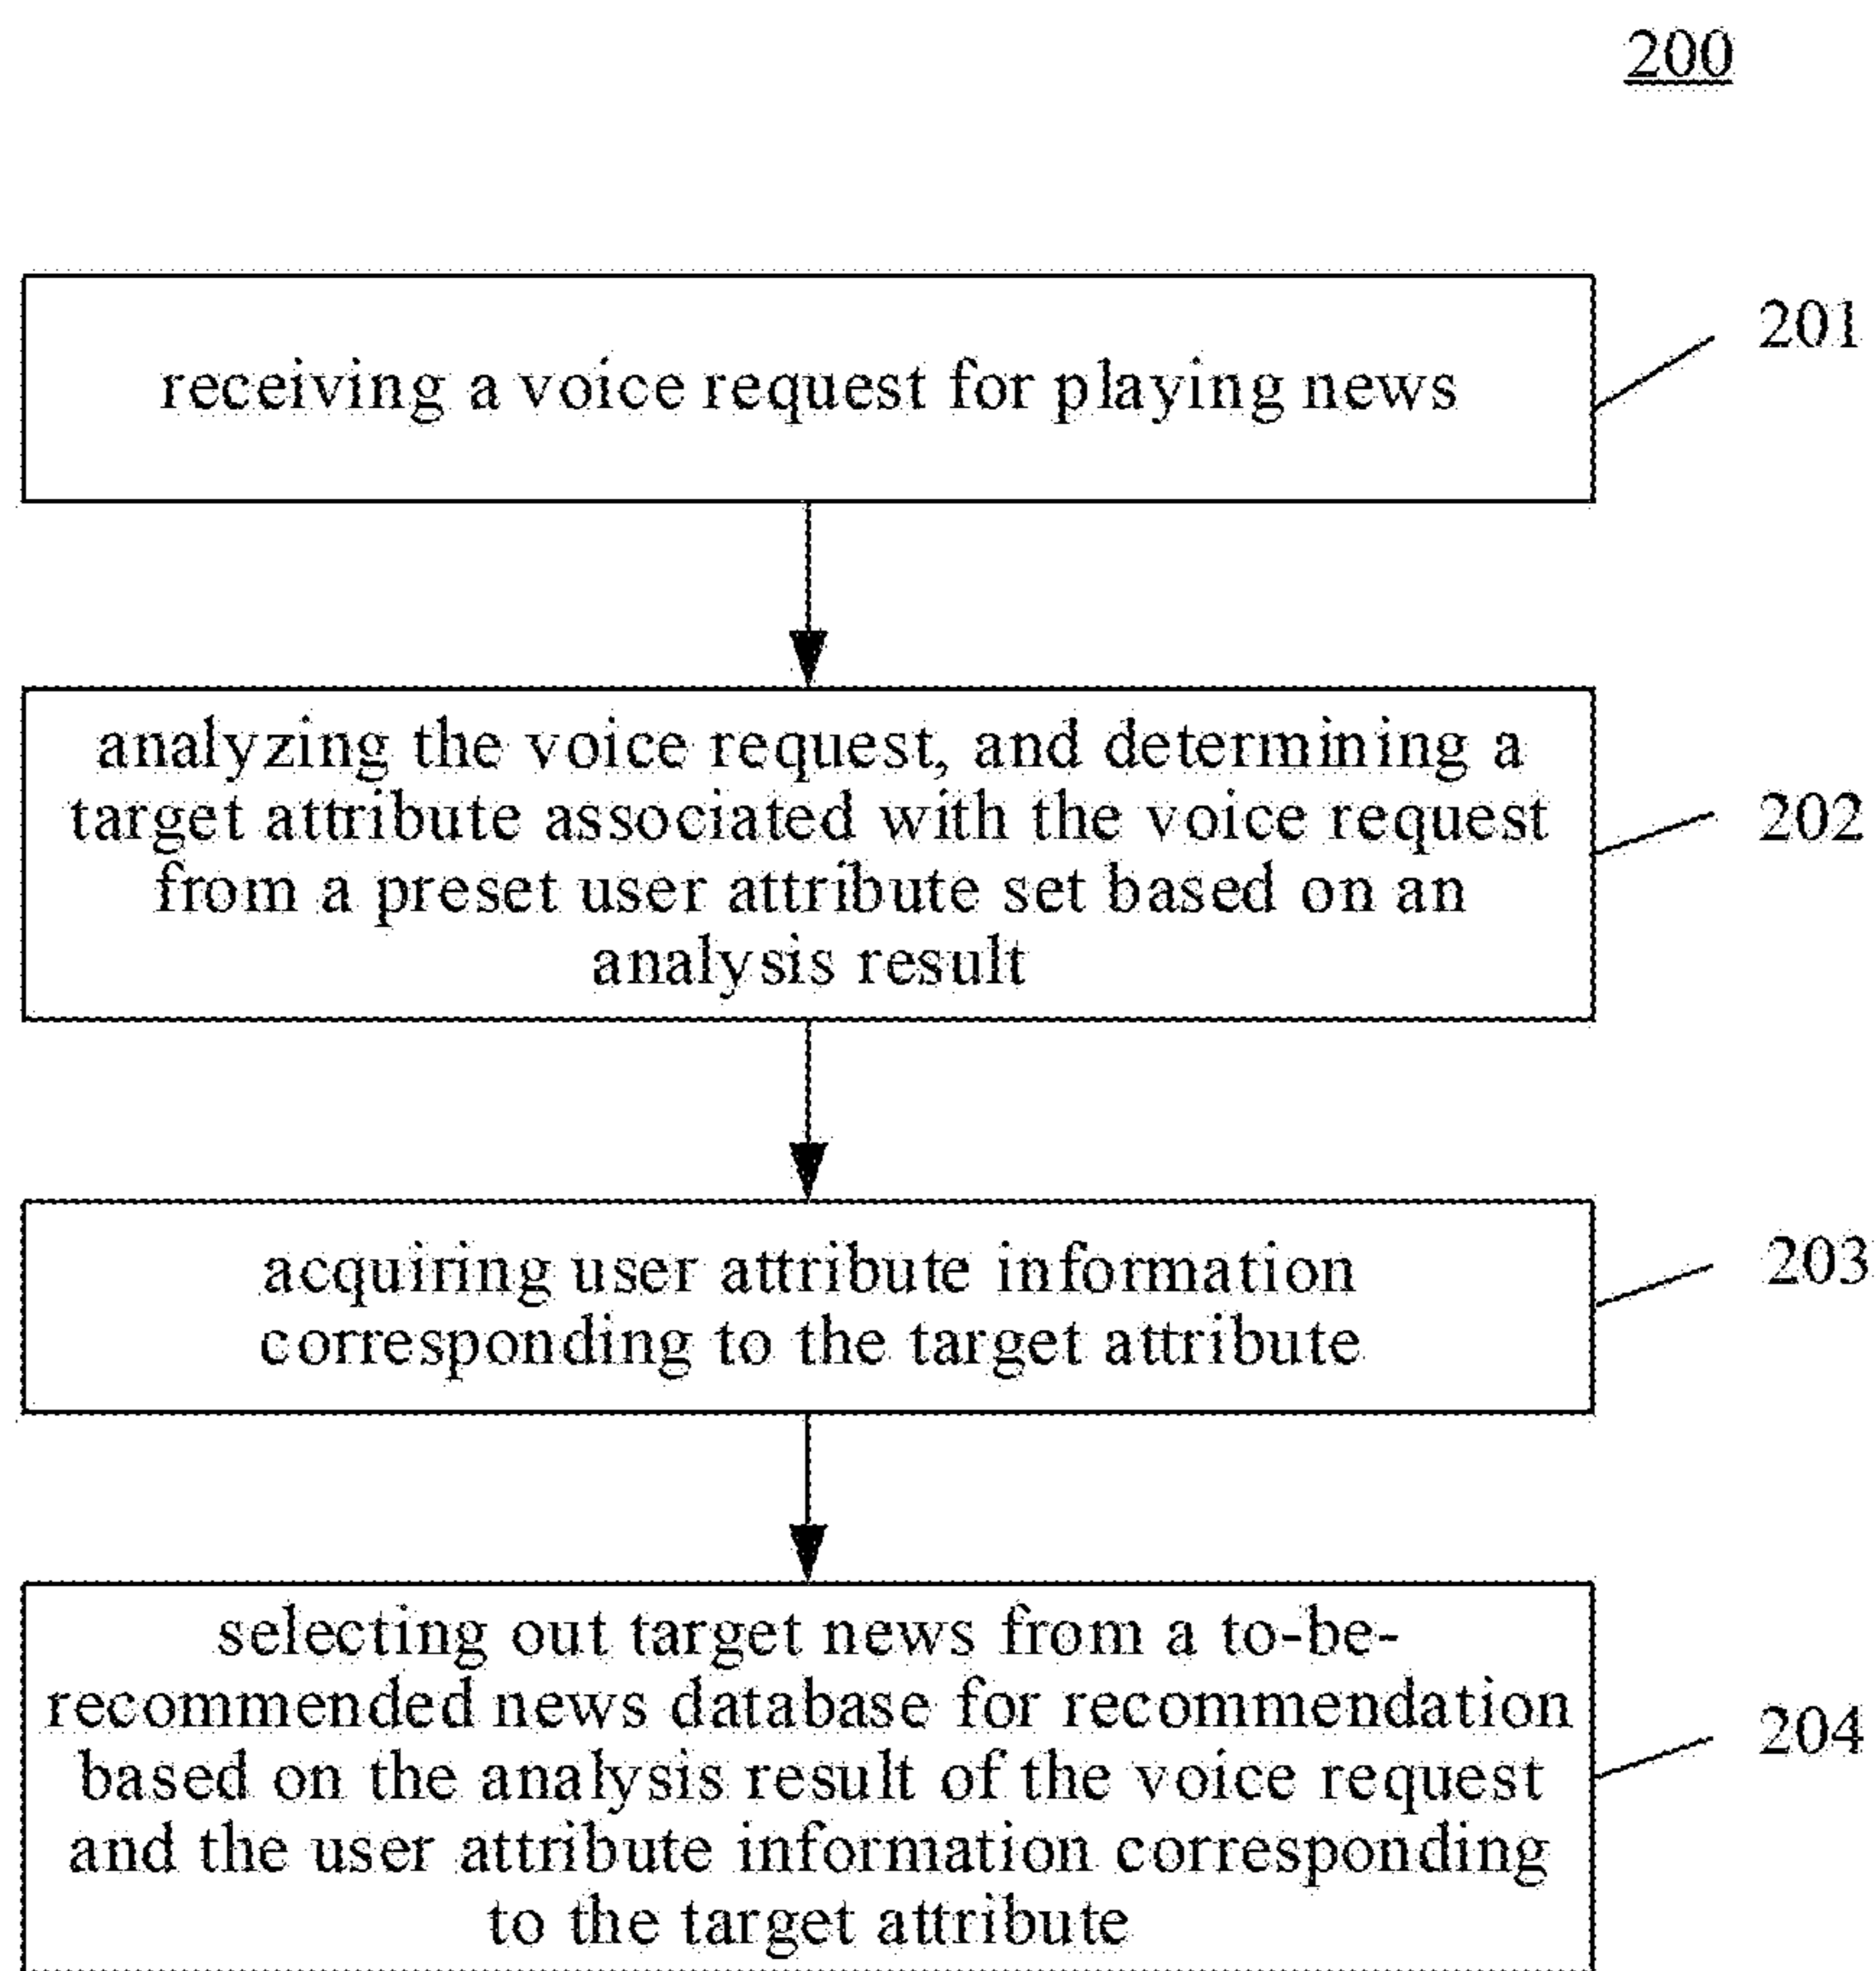 200
receiving a voice request for playing news
201
analyzing the voice request, and determining a
target attribute associated with the voice request
from a preset user attribute set based on an
analysis result
202
acquiring user attribute information
corresponding to the target attribute
203
selecting out target news from a to-be-
recommended news database for recommendation
based on the analysis result of the voice request
and the user attribute information corresponding
to the target attribute
204